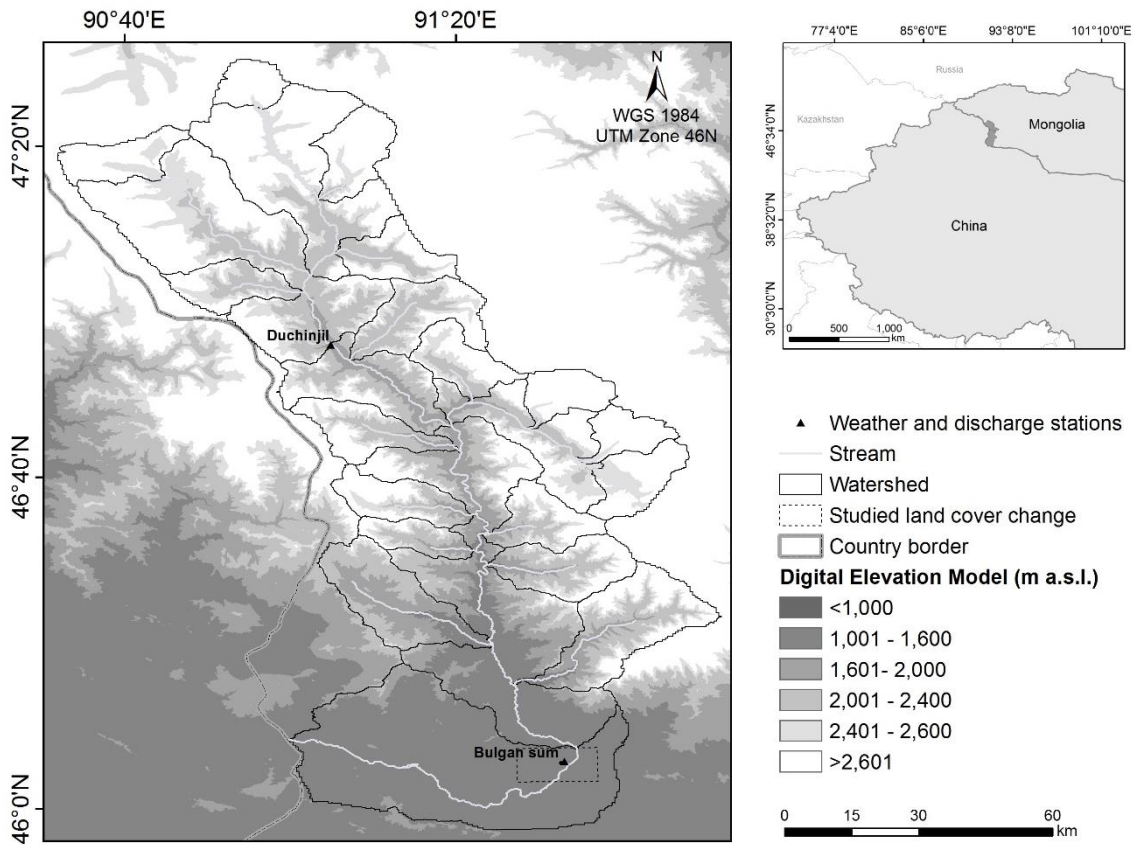 90°40'E
91°20'E
47°20'N
46°40'N
46°0'N
N
WGS 1984
UTM Zone 46N
Duchinjil
Bulgan sum
77°4'0"E
85°6'0"E
93°8'0"E
101°10'0"E
46°34'0"N
38°32'0"N
30°30'0"N
Russia
Kazakhstan
Mongolia
China
0 500 1,000
km
Weather and discharge stations
Stream
Watershed
Studied land cover change
Country border
Digital Elevation Model (m a.s.l.)
<1,000
1,001 - 1,600
1,601- 2,000
2,001 - 2,400
2,401 - 2,600
>2,601
0 15 30 60
km